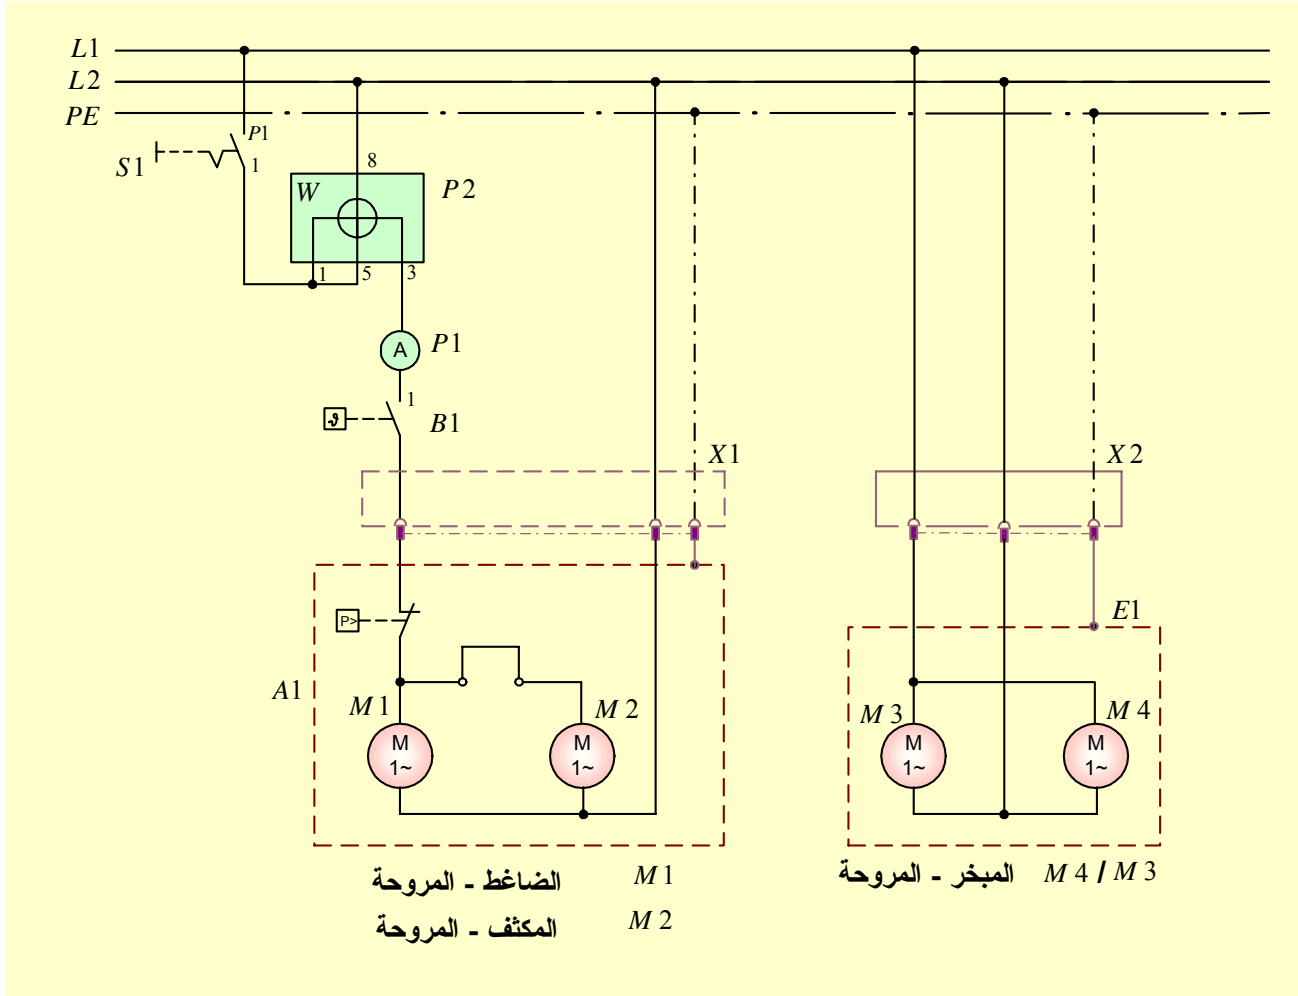 L1
L2
PE
S1
P1
1
8
W
P2
1
5
3
A
P1
1
ϑ
B1
X1
X2
P>
E1
A1
M1
M2
M3
M4
M
1~
M
1~
M
1~
M
1~
الضاغط - المروحة M1
المكثف - المروحة M2
المبخر - المروحة M4 / M3